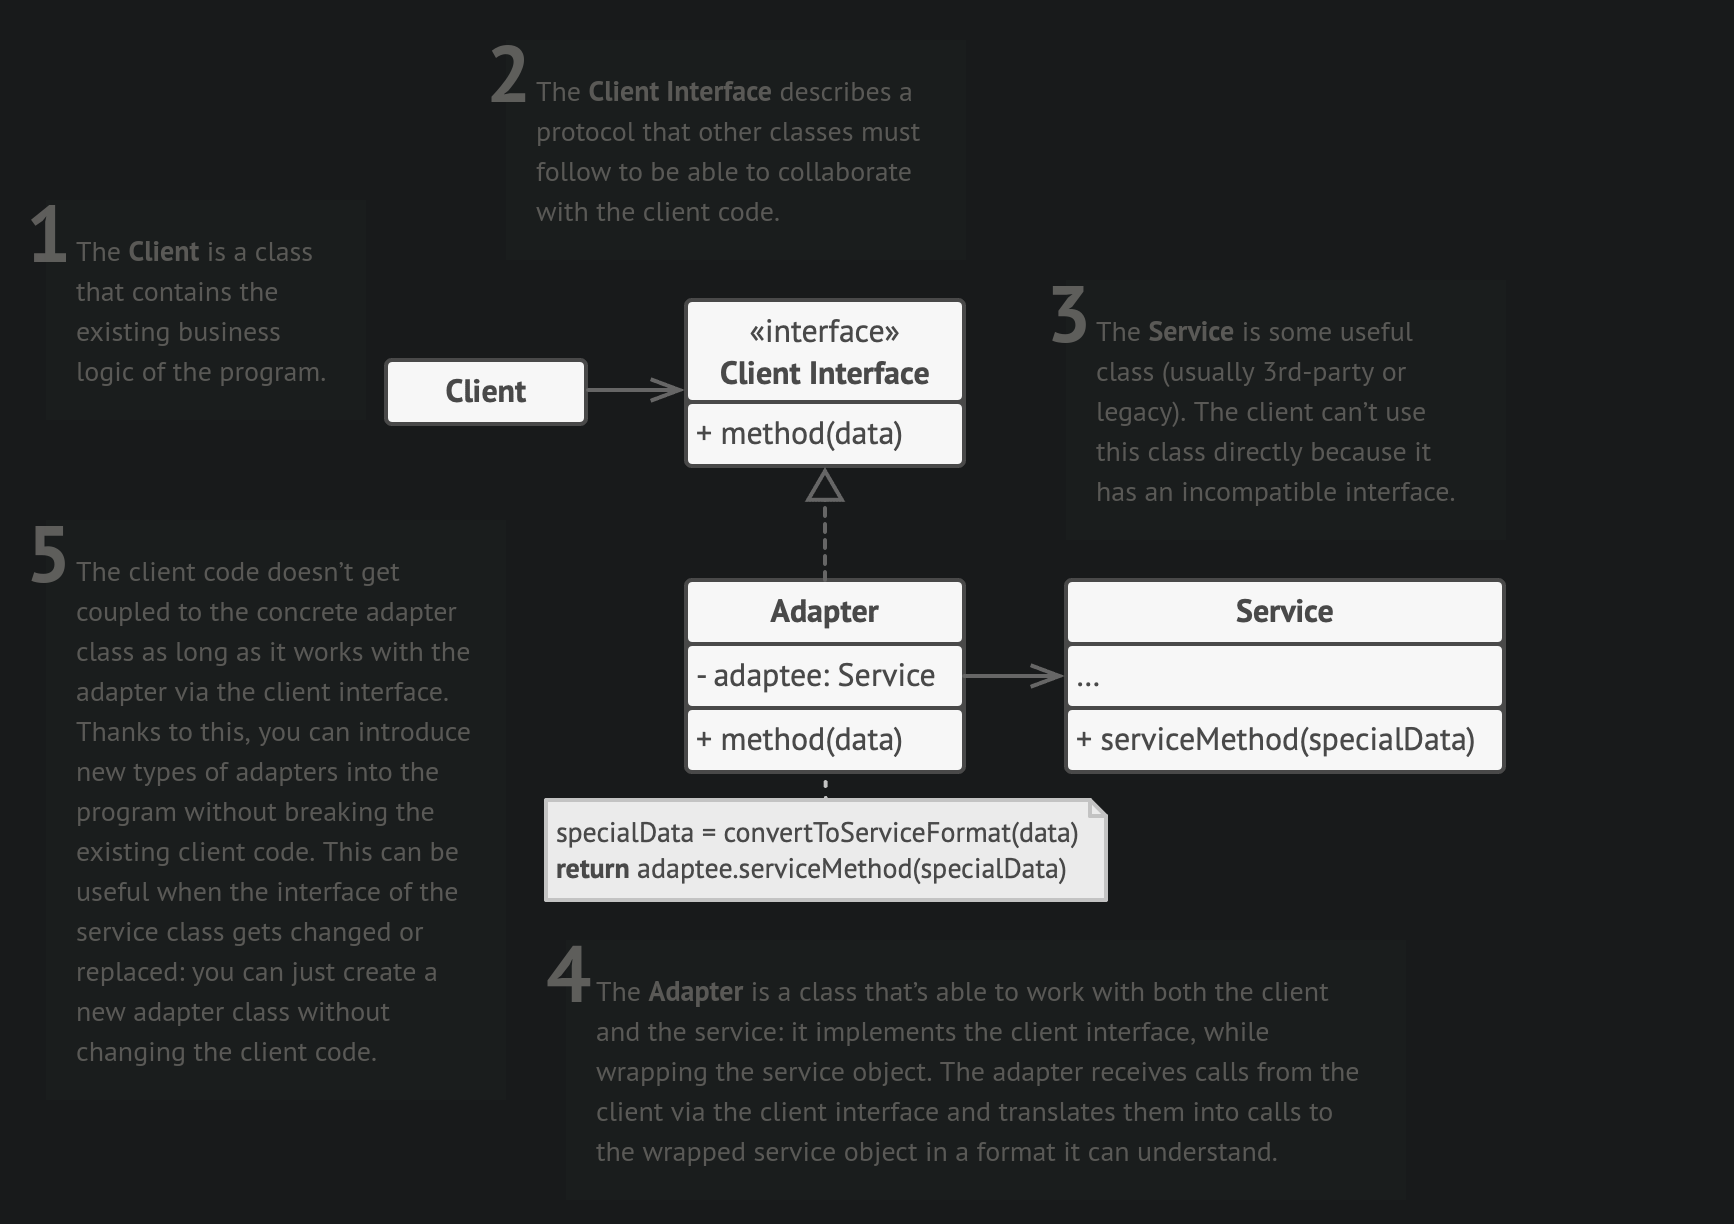 1
The Client is a class
that contains the
existing business
logic of the program.
2
The Client Interface describes a
protocol that other classes must
follow to be able to collaborate
with the client code.
Client
«interface»
Client Interface
+ method(data)
3
The Service is some useful
class (usually 3rd-party or
legacy). The client can’t use
this class directly because it
has an incompatible interface.
Adapter
- adaptee: Service
+ method(data)
Service
...
+ serviceMethod(specialData)
specialData = convertToServiceFormat(data)
return adaptee.serviceMethod(specialData)
4
The Adapter is a class that’s able to work with both the client
and the service: it implements the client interface, while
wrapping the service object. The adapter receives calls from the
client via the client interface and translates them into calls to
the wrapped service object in a format it can understand.
5
The client code doesn’t get
coupled to the concrete adapter
class as long as it works with the
adapter via the client interface.
Thanks to this, you can introduce
new types of adapters into the
program without breaking the
existing client code. This can be
useful when the interface of the
service class gets changed or
replaced: you can just create a
new adapter class without
changing the client code.